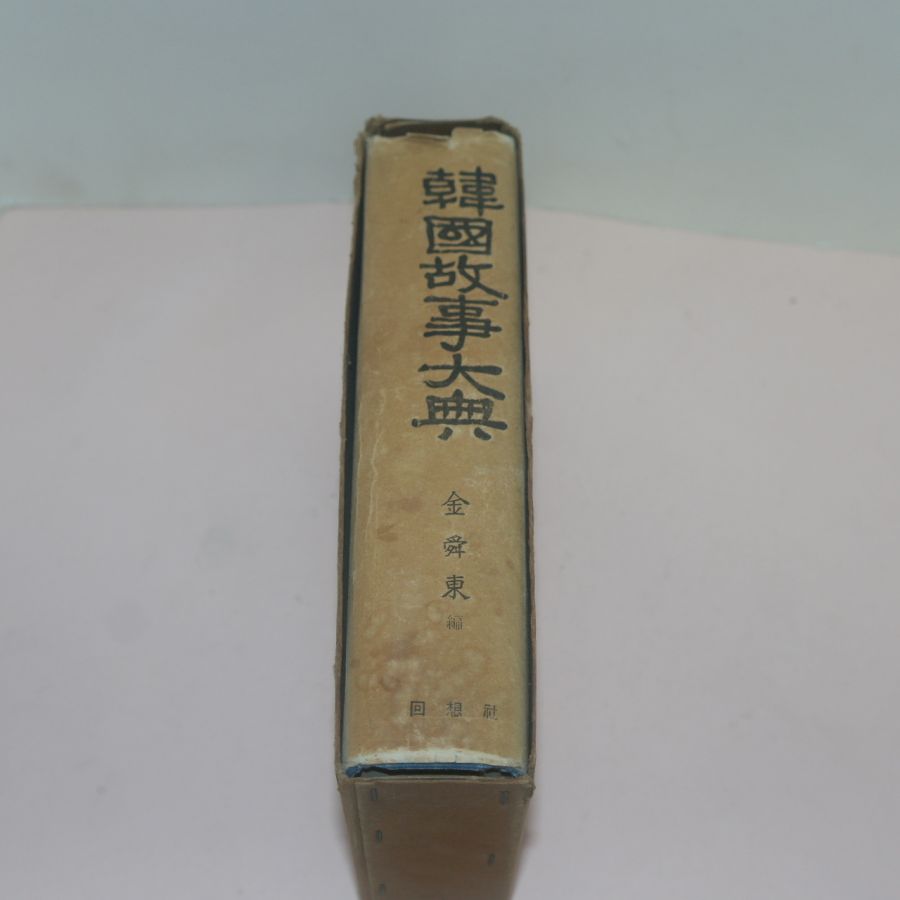 韓國故事大典
金舜東 編
回想社